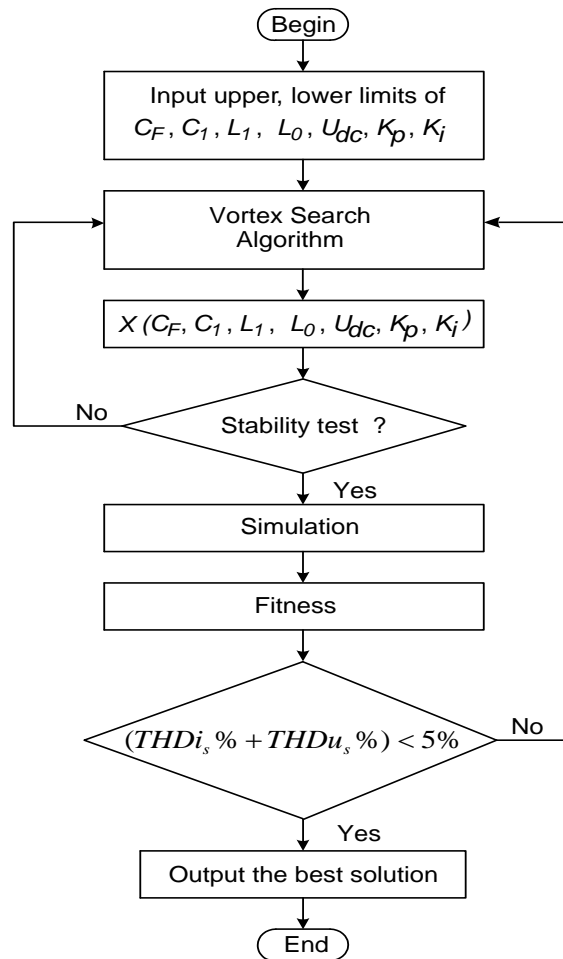 Begin
Input upper, lower limits of
C_F, C_1, L_1, L_0, U_dc, K_p, K_i
Vortex Search
Algorithm
X (C_F, C_1, L_1, L_0, U_dc, K_p, K_i)
No
Stability test ?
Yes
Simulation
Fitness
(THDi_s % + THDu_s %) < 5%
No
Yes
Output the best solution
End